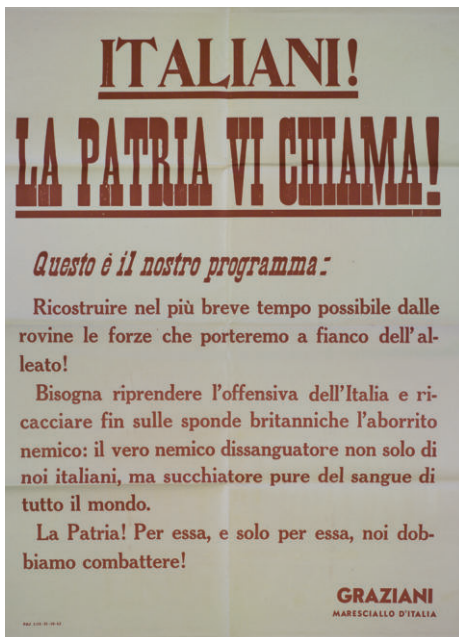 ITALIANI!
LA PATRIA VI CHIAMA!
Questo è il nostro programma:
Ricostruire nel più breve tempo possibile dalle
rovine le forze che porteremo a fianco dell'al-
leato!
Bisogna riprendere l'offensiva dell'Italia e ri-
cacciare fin sulle sponde britanniche l'aborrito
nemico: il vero nemico dissanguatore non solo di
noi italiani, ma succhiatore pure del sangue di
tutto il mondo.
La Patria! Per essa, e solo per essa, noi dob-
biamo combattere!
GRAZIANI
MARESCIALLO D'ITALIA